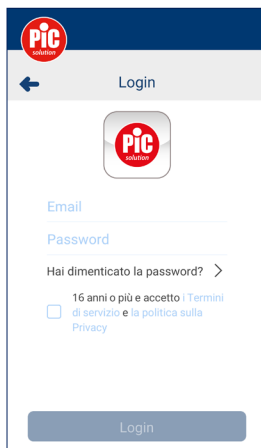 PiC
solution
Login
PiC
solution
Email
Password
Hai dimenticato la password?
16 anni o più e accetto i Termini
di servizio e la politica sulla
Privacy
Login